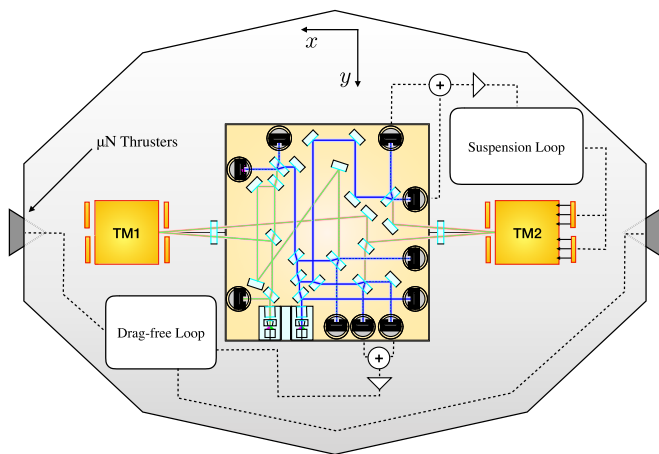 x
y
μN Thrusters
Suspension Loop
TM1
TM2
Drag-free Loop